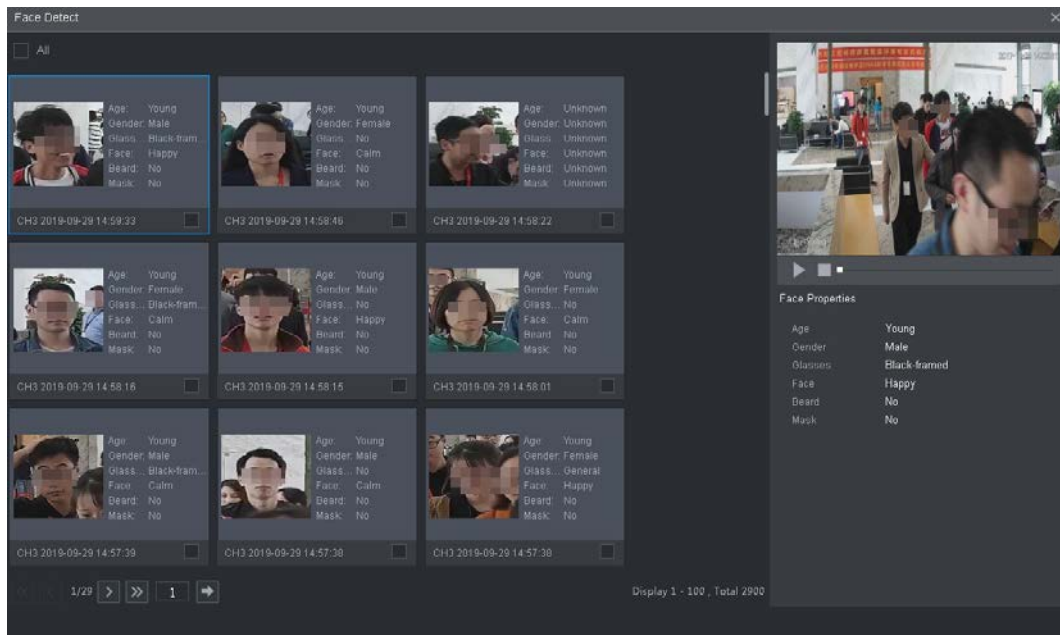 Face Detect
All
Age: Young
Gender: Male
Glass... Black-fram...
Face: Happy
Beard: No
Mask: No
CH3 2019-09-29 14:59:33
Age: Young
Gender: Female
Glass... No
Face: Calm
Beard: No
Mask: No
CH3 2019-09-29 14:58:46
Age: Unknown
Gender: Unknown
Glass... Unknown
Face: Unknown
Beard: Unknown
Mask: Unknown
CH3 2019-09-29 14:58:22
Age: Young
Gender: Female
Glass... Black-fram...
Face: Calm
Beard: No
Mask: No
CH3 2019-09-29 14:58:16
Age: Young
Gender: Male
Glass... No
Face: Happy
Beard: No
Mask: No
CH3 2019-09-29 14:58:15
Age: Young
Gender: Female
Glass... No
Face: Calm
Beard: No
Mask: No
CH3 2019-09-29 14:58:01
Age: Young
Gender: Male
Glass... Black-fram...
Face: Calm
Beard: No
Mask: No
CH3 2019-09-29 14:57:39
Age: Young
Gender: Male
Glass... No
Face: Calm
Beard: No
Mask: No
CH3 2019-09-29 14:57:38
Age: Young
Gender: Female
Glass... General
Face: Happy
Beard: No
Mask: No
CH3 2019-09-29 14:57:38
1/29
1
Display 1 - 100 , Total 2900
Face Properties
Age Young
Gender Male
Glasses Black-framed
Face Happy
Beard No
Mask No